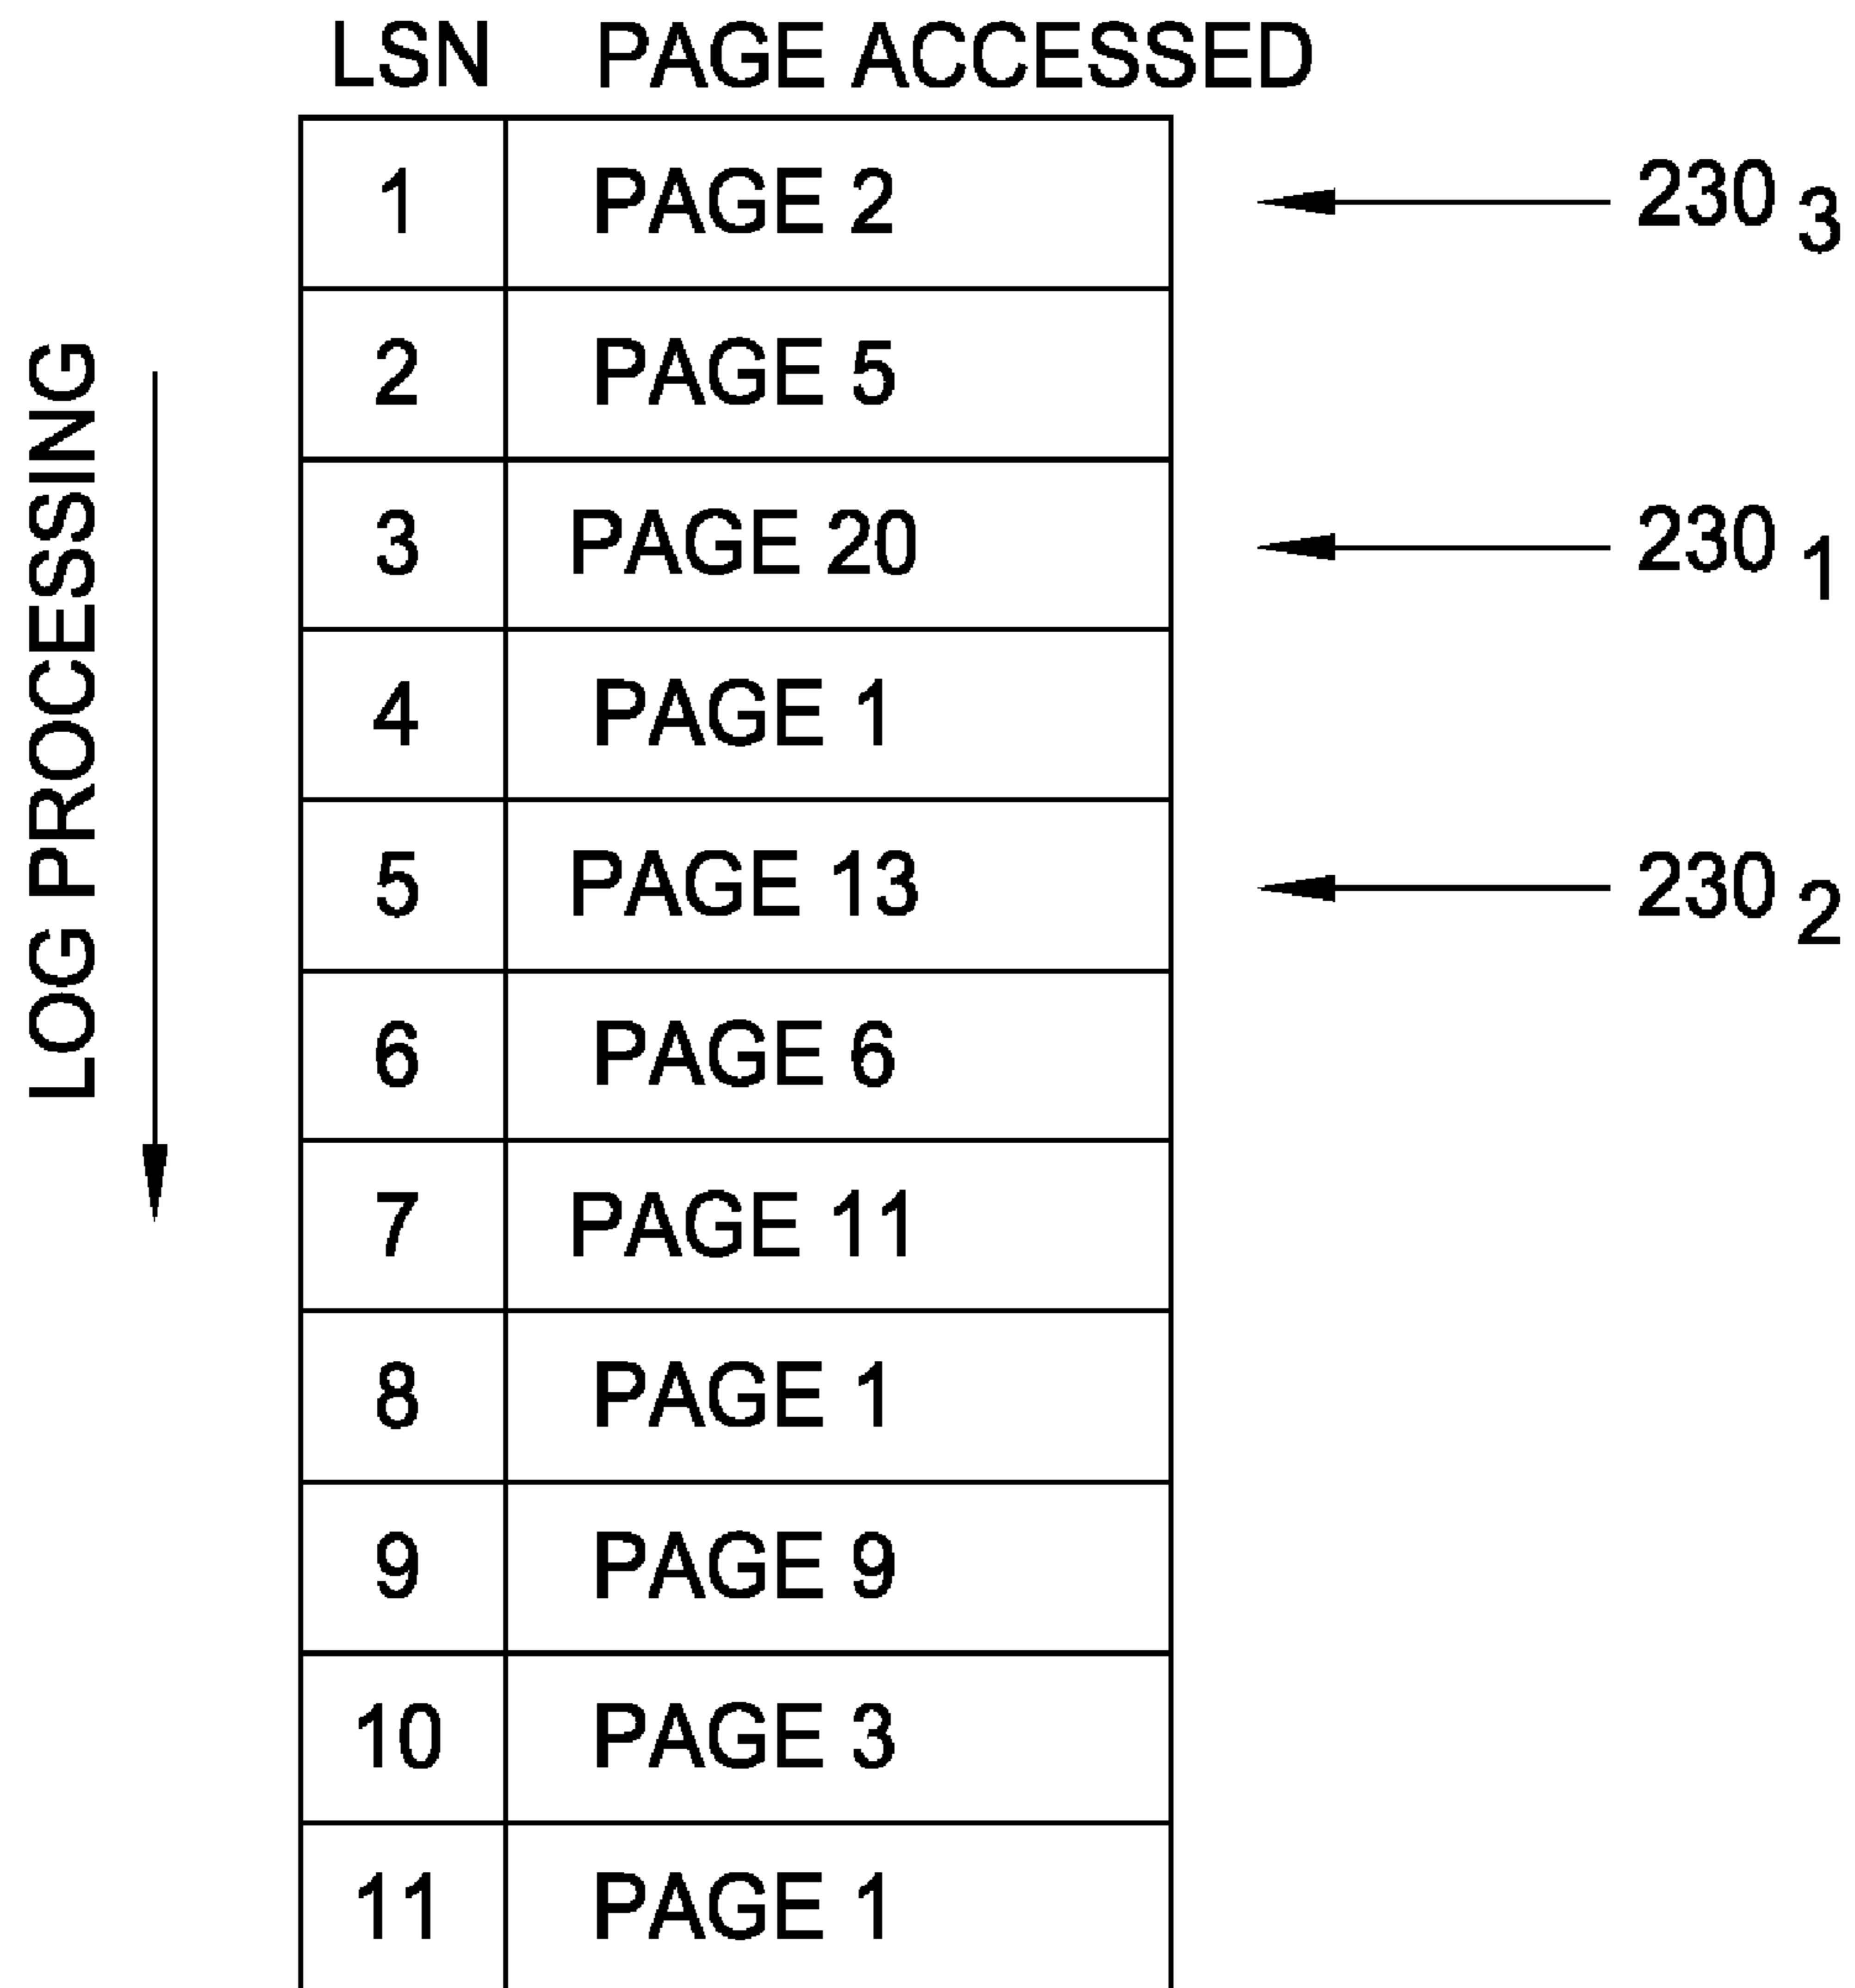 LSN PAGE ACCESSED
1 PAGE 2 230 3
2 PAGE 5
3 PAGE 20 230 1
4 PAGE 1
5 PAGE 13 230 2
6 PAGE 6
7 PAGE 11
8 PAGE 1
9 PAGE 9
10 PAGE 3
11 PAGE 1
LOG PROCESSING